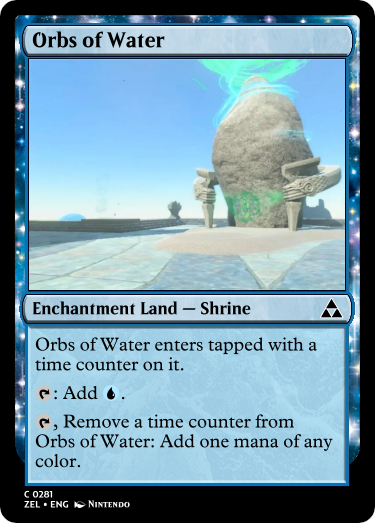 Orbs of Water
Enchantment Land — Shrine
Orbs of Water enters tapped with a
time counter on it.
: Add .
, Remove a time counter from
Orbs of Water: Add one mana of any
color.
C 0281
ZEL • ENG Nintendo